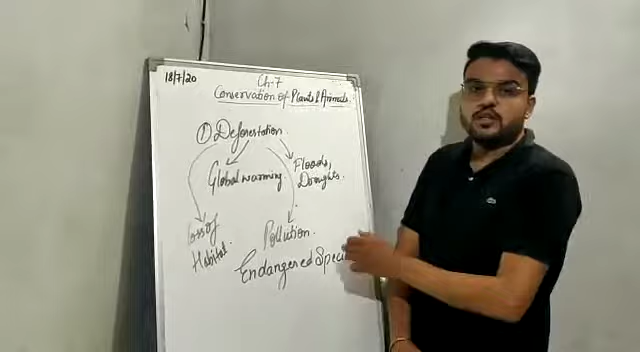 18/7/20
Ch-7
Conservation of Plants & Animals
① Deforestation
Global warming. Floods,
Droughts.
loss of
Habitat.
Pollution.
Endangered Speci